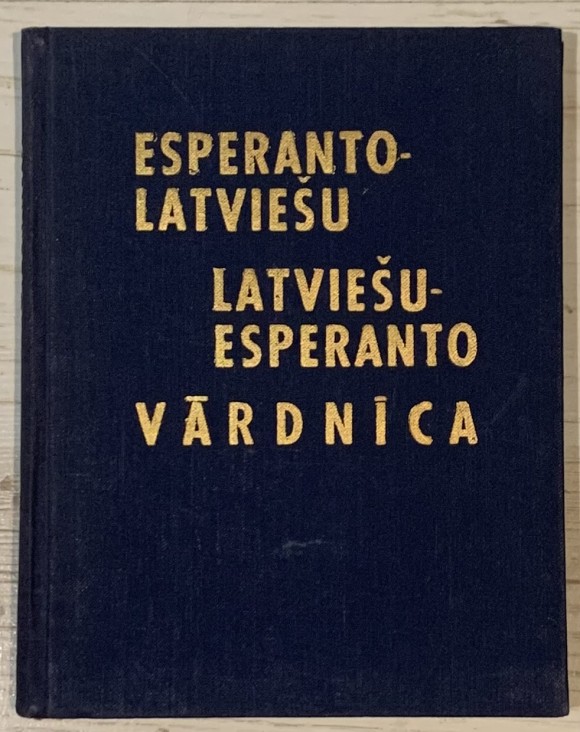 ESPERANTO-
LATVIEŠU
LATVIEŠU-
ESPERANTO
VĀRDNĪCA